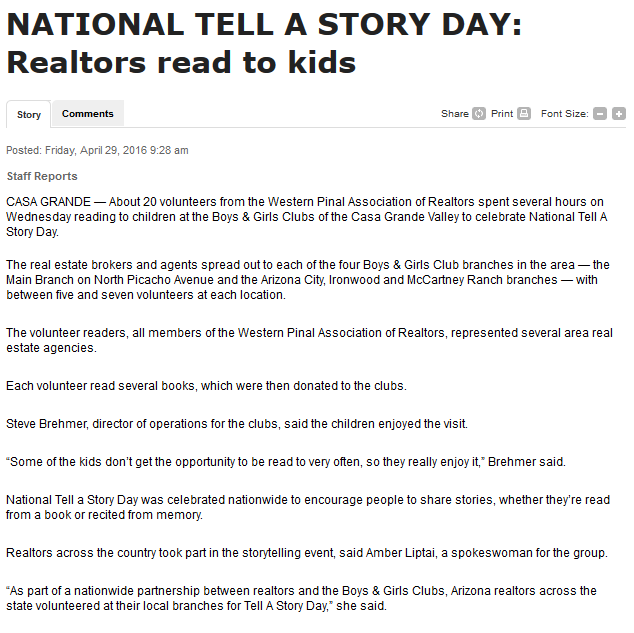 NATIONAL TELL A STORY DAY:
Realtors read to kids
Story
Comments
Share Print Font Size:
Posted: Friday, April 29, 2016 9:28 am
Staff Reports
CASA GRANDE — About 20 volunteers from the Western Pinal Association of Realtors spent several hours on
Wednesday reading to children at the Boys & Girls Clubs of the Casa Grande Valley to celebrate National Tell A
Story Day.
The real estate brokers and agents spread out to each of the four Boys & Girls Club branches in the area — the
Main Branch on North Picacho Avenue and the Arizona City, Ironwood and McCartney Ranch branches — with
between five and seven volunteers at each location.
The volunteer readers, all members of the Western Pinal Association of Realtors, represented several area real
estate agencies.
Each volunteer read several books, which were then donated to the clubs.
Steve Brehmer, director of operations for the clubs, said the children enjoyed the visit.
“Some of the kids don’t get the opportunity to be read to very often, so they really enjoy it,” Brehmer said.
National Tell a Story Day was celebrated nationwide to encourage people to share stories, whether they’re read
from a book or recited from memory.
Realtors across the country took part in the storytelling event, said Amber Liptai, a spokeswoman for the group.
“As part of a nationwide partnership between realtors and the Boys & Girls Clubs, Arizona realtors across the
state volunteered at their local branches for Tell A Story Day,” she said.